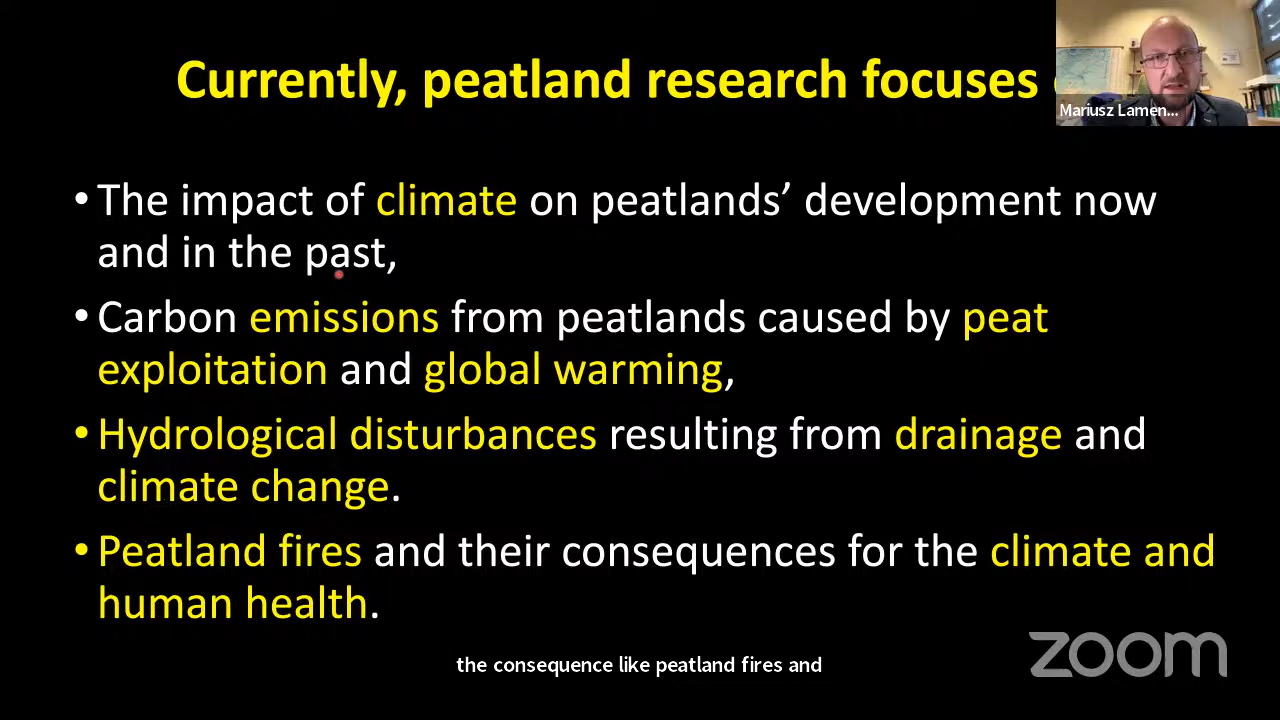 Currently, peatland research focuses
Mariusz Lamen...
• The impact of climate on peatlands’ development now
and in the past,
• Carbon emissions from peatlands caused by peat
exploitation and global warming,
• Hydrological disturbances resulting from drainage and
climate change.
• Peatland fires and their consequences for the climate and
human health.
the consequence like peatland fires and
zoom